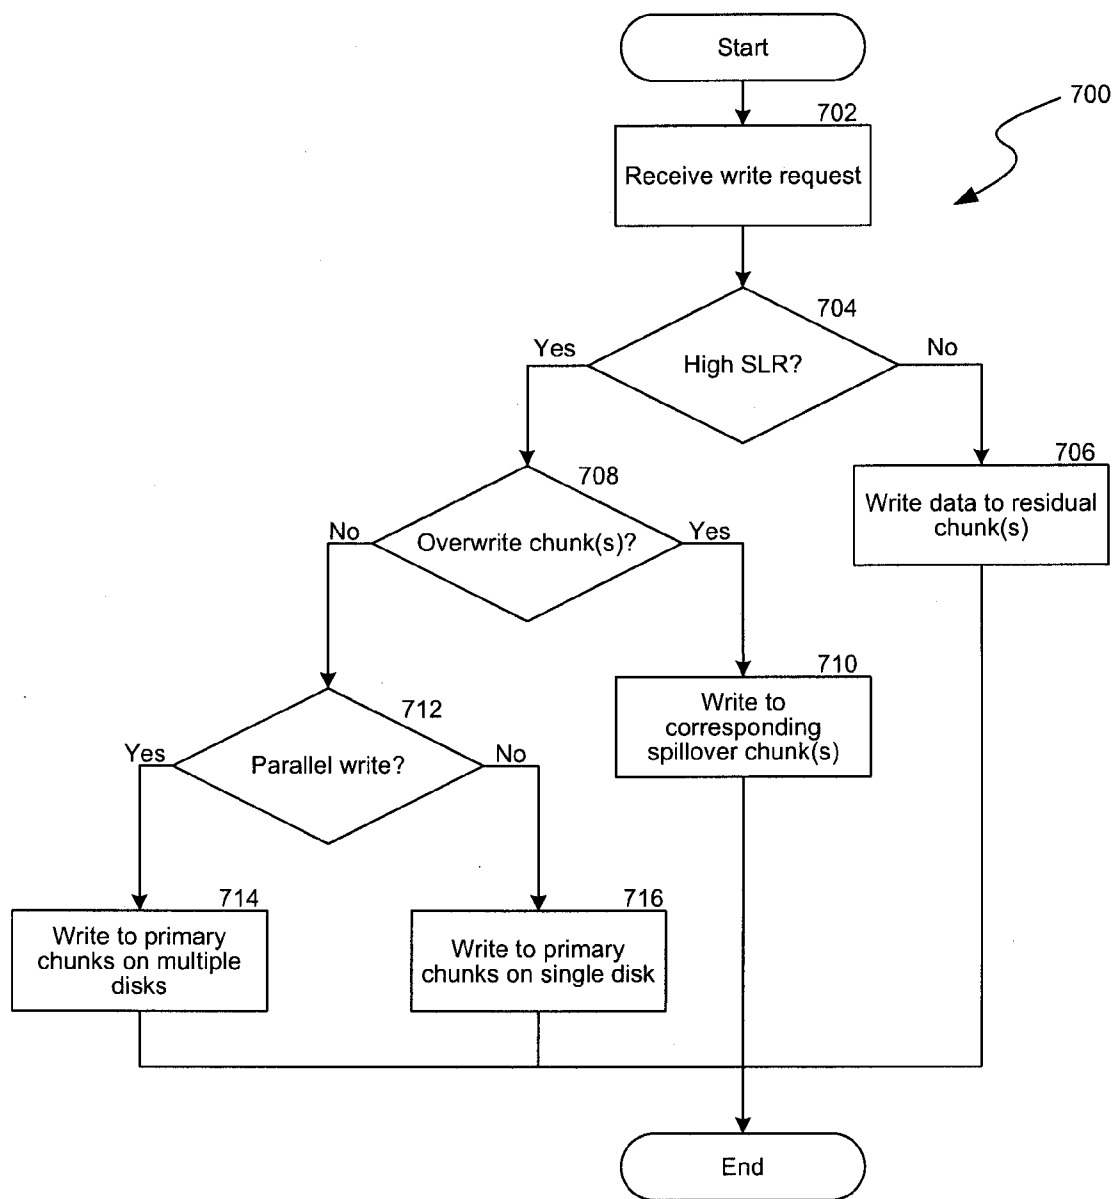 Start
700
702
Receive write request
704
Yes
High SLR?
No
706
Write data to residual
chunk(s)
708
No
Overwrite chunk(s)?
Yes
710
Write to
corresponding
spillover chunk(s)
712
Yes
Parallel write?
No
714
Write to primary
chunks on multiple
disks
716
Write to primary
chunks on single disk
End